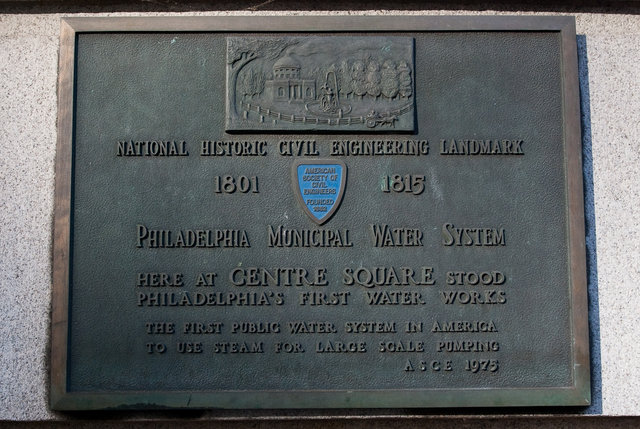 NATIONAL HISTORIC CIVIL ENGINEERING LANDMARK
1801 1815
AMERICAN
SOCIETY OF
CIVIL
ENGINEERS
FOUNDED
1852
PHILADELPHIA MUNICIPAL WATER SYSTEM
HERE AT CENTRE SQUARE STOOD
PHILADELPHIA'S FIRST WATER WORKS
THE FIRST PUBLIC WATER SYSTEM IN AMERICA
TO USE STEAM FOR LARGE SCALE PUMPING
ASCE 1975